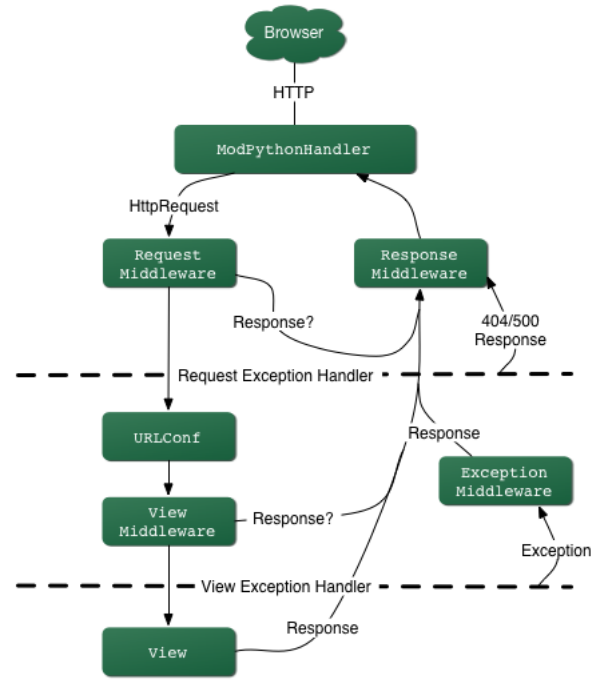 Browser
HTTP
ModPythonHandler
HttpRequest
Request
Middleware
Response
Middleware
Response?
404/500
Response
Request Exception Handler
URLConf
Response
Exception
Middleware
View
Middleware
Response?
Exception
View Exception Handler
Response
View